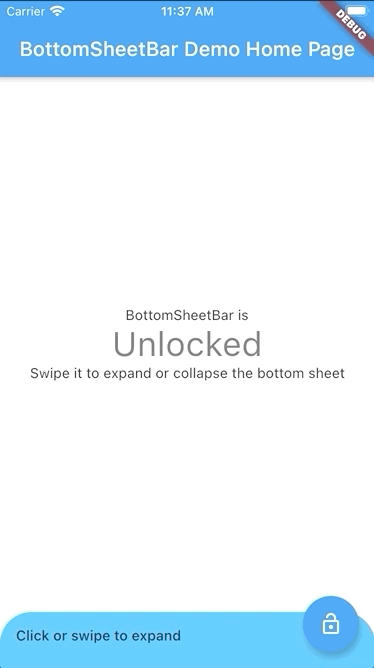 Carrier 11:37 AM
DEBUG
BottomSheetBar Demo Home Page
BottomSheetBar is
Unlocked
Swipe it to expand or collapse the bottom sheet
Click or swipe to expand